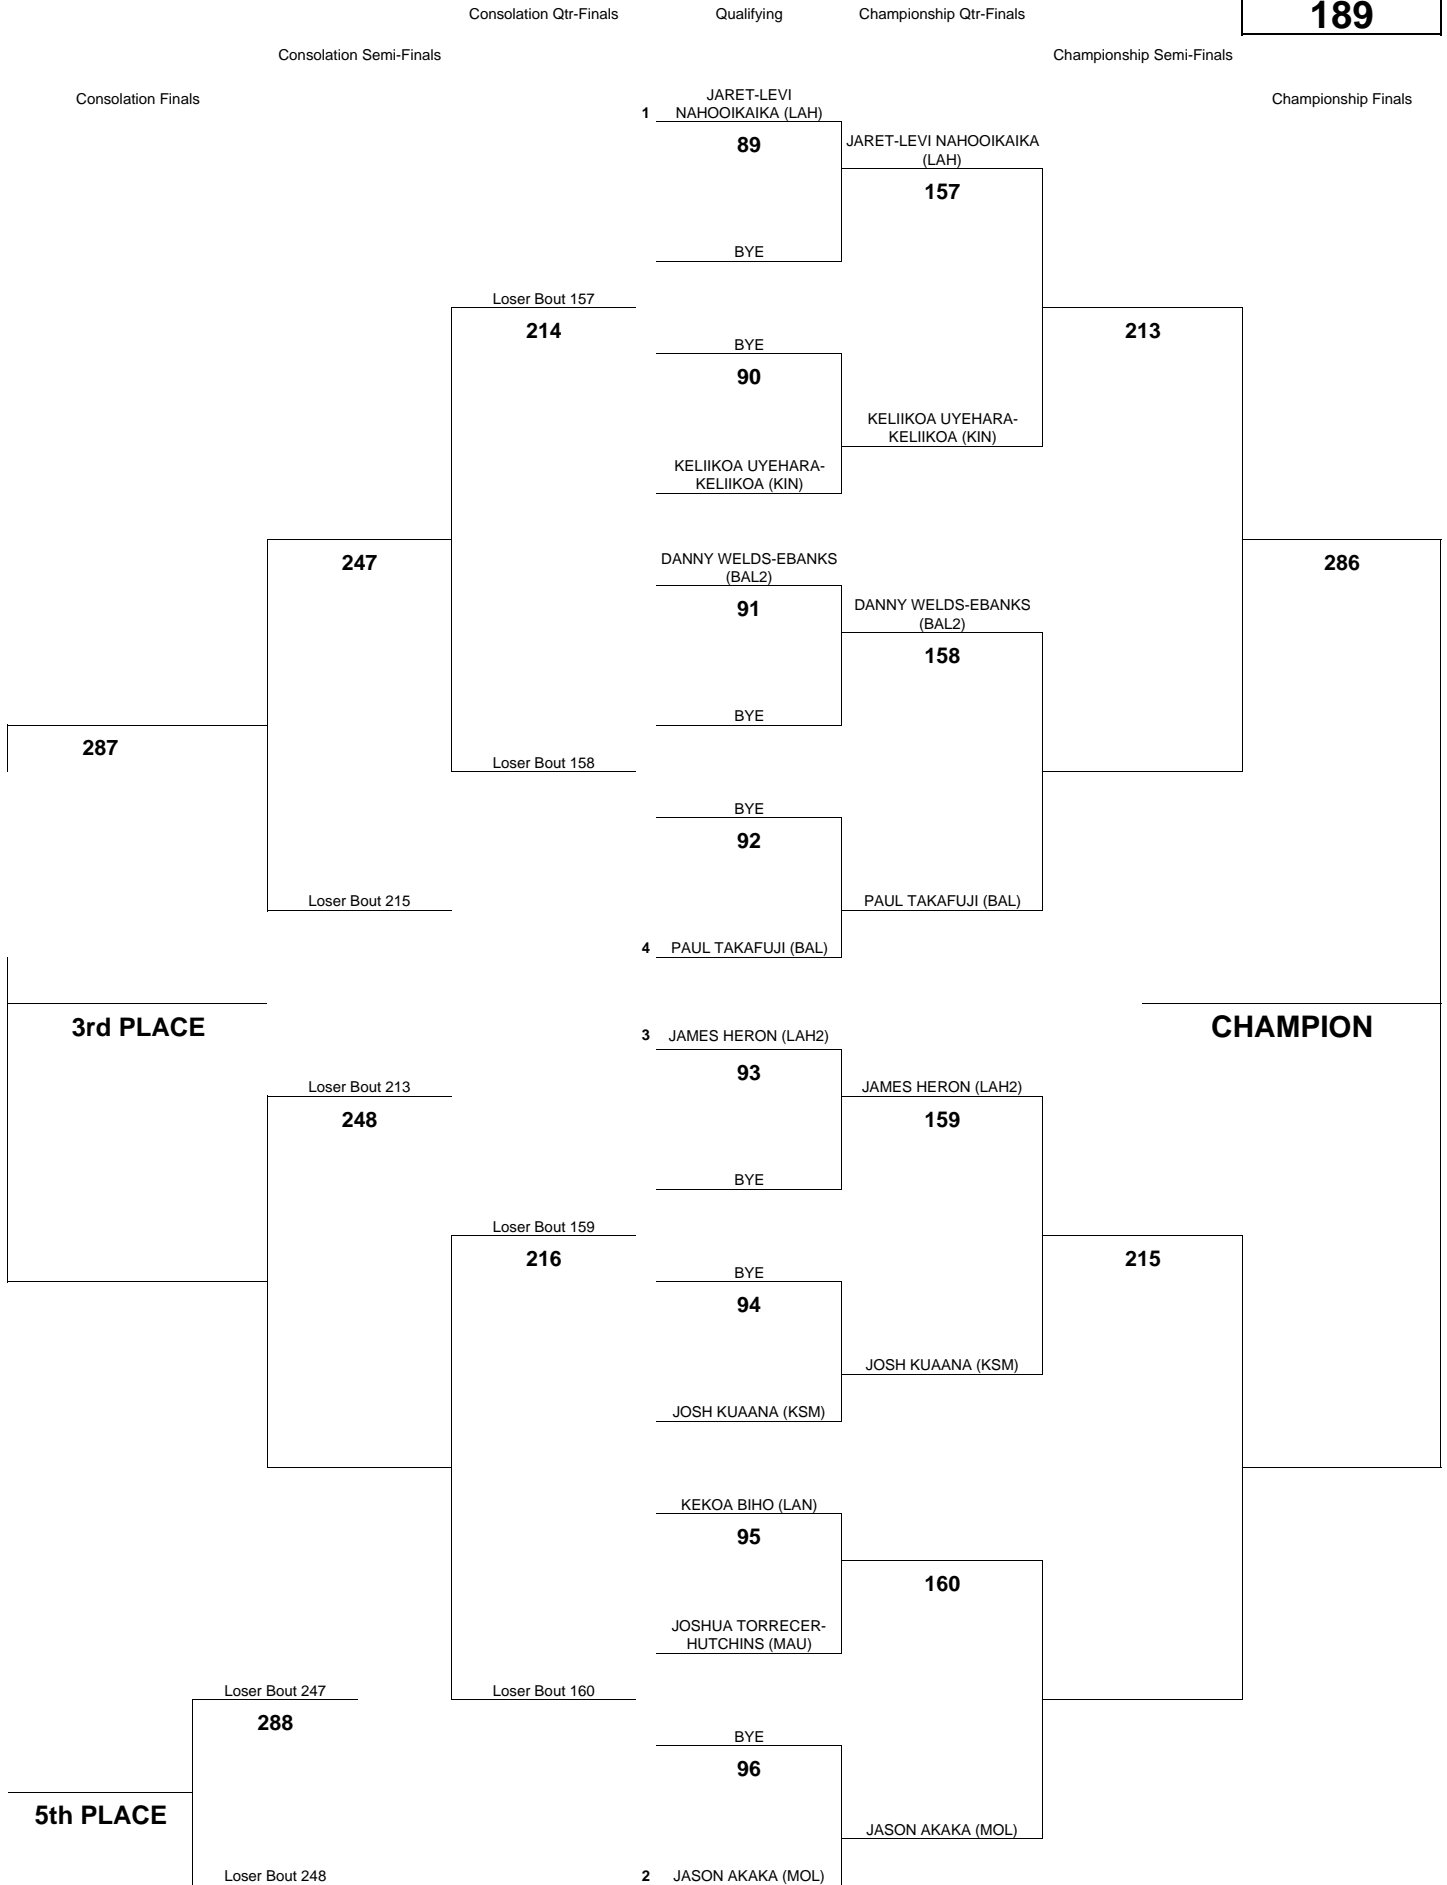 Consolation Qtr-Finals
Qualifying
Championship Qtr-Finals
189
Consolation Semi-Finals
Championship Semi-Finals
Consolation Finals
Championship Finals
JARET-LEVI
1 NAHOOIKAIKA (LAH)
89
JARET-LEVI NAHOOIKAIKA
(LAH)
157
BYE
Loser Bout 157
214
213
BYE
90
KELIIKOA UYEHARA-
KELIIKOA (KIN)
KELIIKOA UYEHARA-
KELIIKOA (KIN)
247
286
DANNY WELDS-EBANKS
(BAL2)
91
DANNY WELDS-EBANKS
(BAL2)
158
BYE
287
Loser Bout 158
BYE
92
Loser Bout 215
PAUL TAKAFUJI (BAL)
4 PAUL TAKAFUJI (BAL)
3rd PLACE
CHAMPION
3 JAMES HERON (LAH2)
93
Loser Bout 213
JAMES HERON (LAH2)
248
159
BYE
Loser Bout 159
216
215
BYE
94
JOSH KUAANA (KSM)
JOSH KUAANA (KSM)
KEKOA BIHO (LAN)
95
160
JOSHUA TORRECER-
HUTCHINS (MAU)
Loser Bout 247
Loser Bout 160
288
BYE
96
5th PLACE
JASON AKAKA (MOL)
Loser Bout 248
2 JASON AKAKA (MOL)